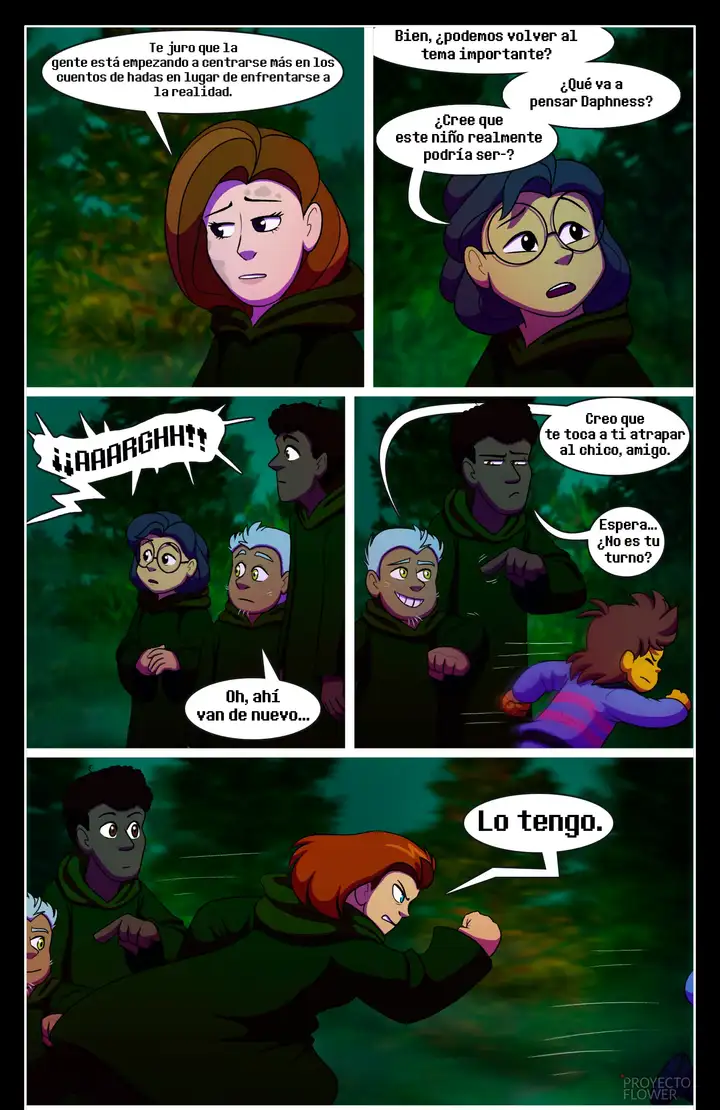 Te juro que la
gente está empezando a centrarse más en los
cuentos de hadas en lugar de enfrentarse a
la realidad.
Bien, ¿podemos volver al
tema importante?
¿Qué va a
pensar Daphness?
¿Cree que
este niño realmente
podría ser-?
¡¡AAARGHH!!
Oh, ahí
van de nuevo...
Creo que
te toca a ti atrapar
al chico, amigo.
Espera...
¿No es tu
turno?
Lo tengo.
PROYECTO
FLOWER